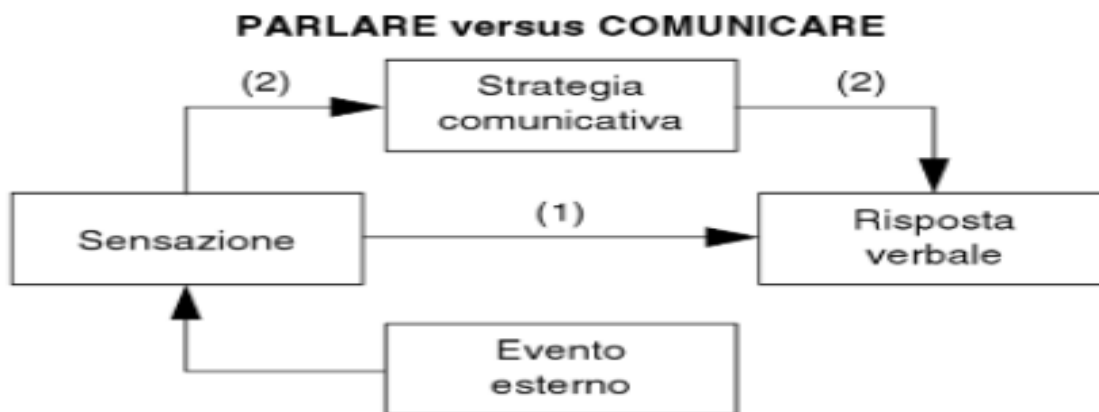 PARLARE versus COMUNICARE
(2)
Strategia
comunicativa
(2)
Sensazione
(1)
Risposta
verbale
Evento
esterno